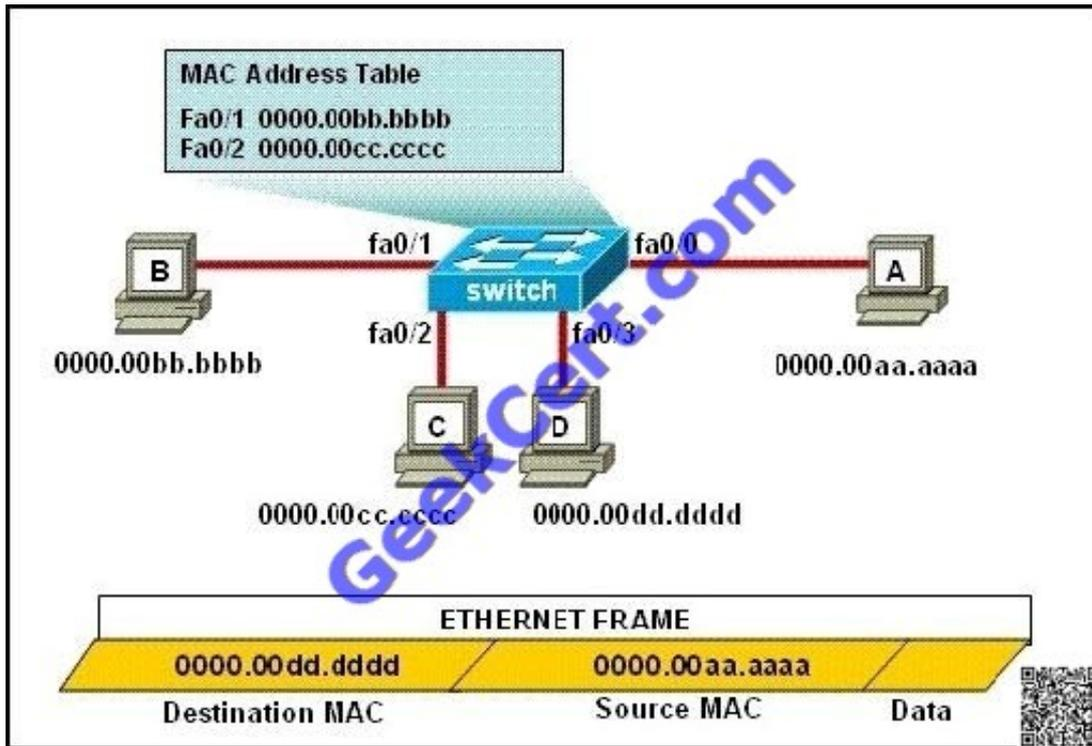 MAC Address Table
Fa0/1 0000.00bb.bbbb
Fa0/2 0000.00cc.cccc
fa0/1
fa0/0
B
switch
A
fa0/2
fa0/3
0000.00bb.bbbb
0000.00aa.aaaa
C
D
0000.00cc.cccc
0000.00dd.dddd
GeekCert.com
ETHERNET FRAME
0000.00dd.dddd
0000.00aa.aaaa
Destination MAC
Source MAC
Data